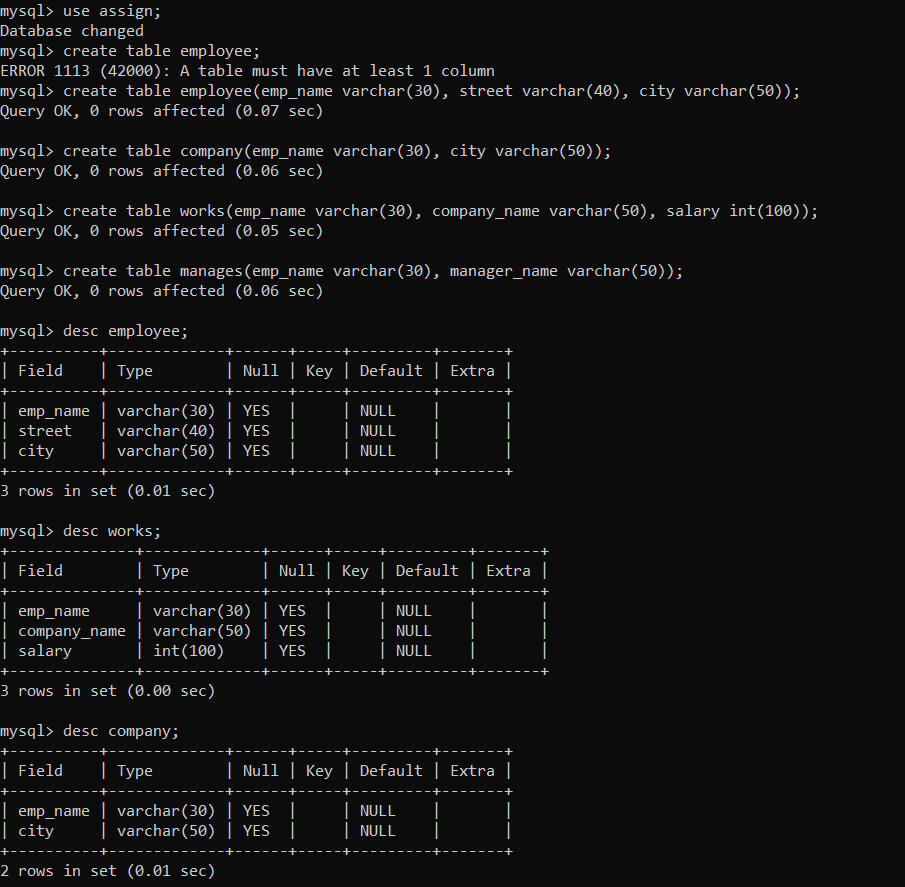 mysql> use assign;
Database changed
mysql> create table employee;
ERROR 1113 (42000): A table must have at least 1 column
mysql> create table employee(emp_name varchar(30), street varchar(40), city varchar(50));
Query OK, 0 rows affected (0.07 sec)

mysql> create table company(emp_name varchar(30), city varchar(50));
Query OK, 0 rows affected (0.06 sec)

mysql> create table works(emp_name varchar(30), company_name varchar(50), salary int(100));
Query OK, 0 rows affected (0.05 sec)

mysql> create table manages(emp_name varchar(30), manager_name varchar(50));
Query OK, 0 rows affected (0.06 sec)

mysql> desc employee;
+----------+-------------+------+-----+---------+-------+
| Field    | Type        | Null | Key | Default | Extra |
+----------+-------------+------+-----+---------+-------+
| emp_name | varchar(30) | YES  |     | NULL    |       |
| street   | varchar(40) | YES  |     | NULL    |       |
| city     | varchar(50) | YES  |     | NULL    |       |
+----------+-------------+------+-----+---------+-------+
3 rows in set (0.01 sec)

mysql> desc works;
+--------------+-------------+------+-----+---------+-------+
| Field        | Type        | Null | Key | Default | Extra |
+--------------+-------------+------+-----+---------+-------+
| emp_name     | varchar(30) | YES  |     | NULL    |       |
| company_name | varchar(50) | YES  |     | NULL    |       |
| salary       | int(100)    | YES  |     | NULL    |       |
+--------------+-------------+------+-----+---------+-------+
3 rows in set (0.00 sec)

mysql> desc company;
+----------+-------------+------+-----+---------+-------+
| Field    | Type        | Null | Key | Default | Extra |
+----------+-------------+------+-----+---------+-------+
| emp_name | varchar(30) | YES  |     | NULL    |       |
| city     | varchar(50) | YES  |     | NULL    |       |
+----------+-------------+------+-----+---------+-------+
2 rows in set (0.01 sec)